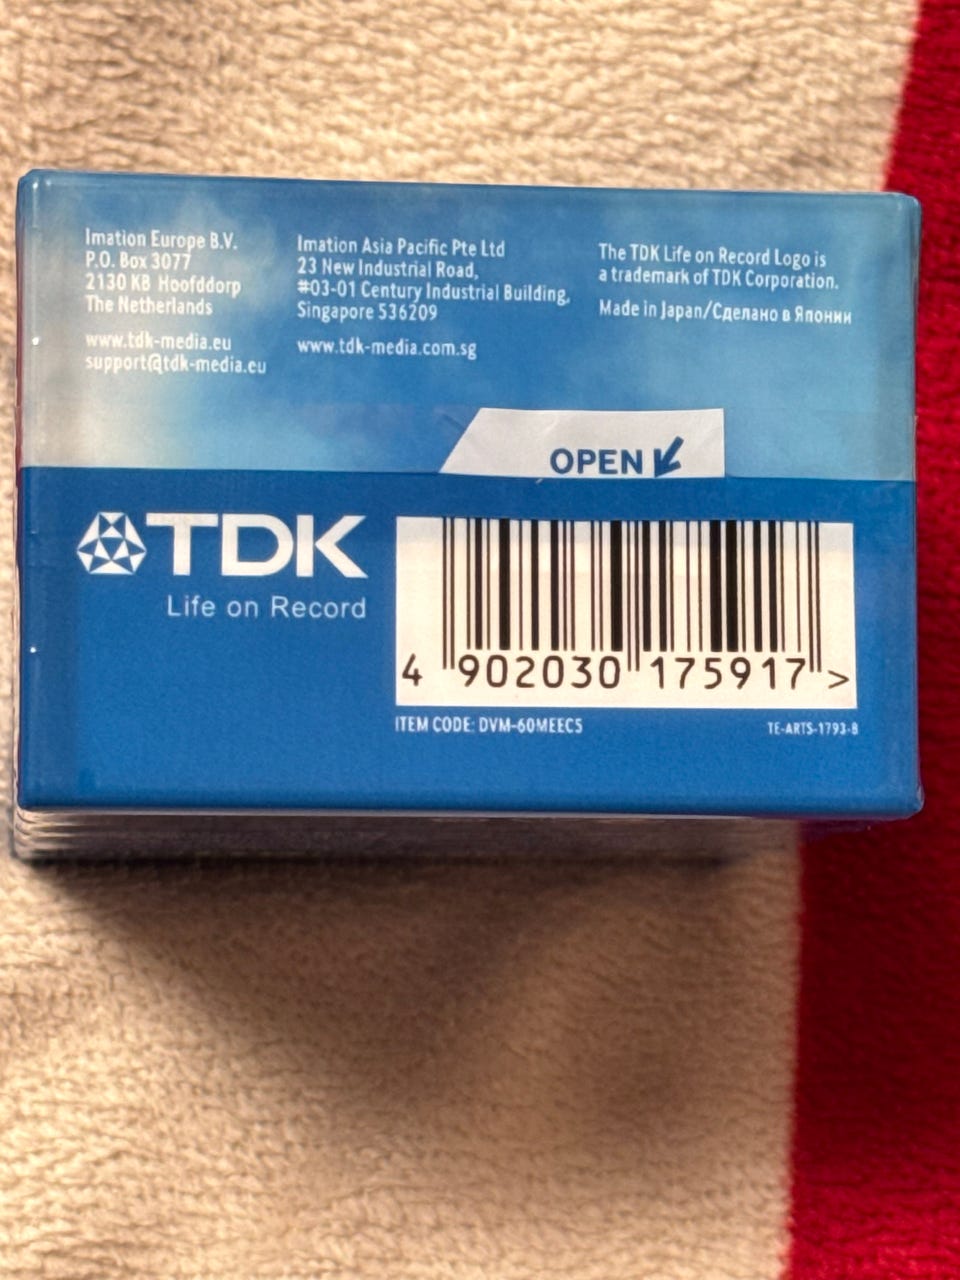 Imation Europe B.V.
P.O. Box 3077
2130 KB Hoofddorp
The Netherlands
www.tdk-media.eu
support@tdk-media.eu
Imation Asia Pacific Pte Ltd
23 New Industrial Road,
#03-01 Century Industrial Building,
Singapore 536209
www.tdk-media.com.sg
The TDK Life on Record Logo is
a trademark of TDK Corporation.
Made in Japan/Сделано в Японии
OPEN
TDK
Life on Record
4 902030 175917 >
ITEM CODE: DVM-60MEEC5
TE-ARTS-1793-B